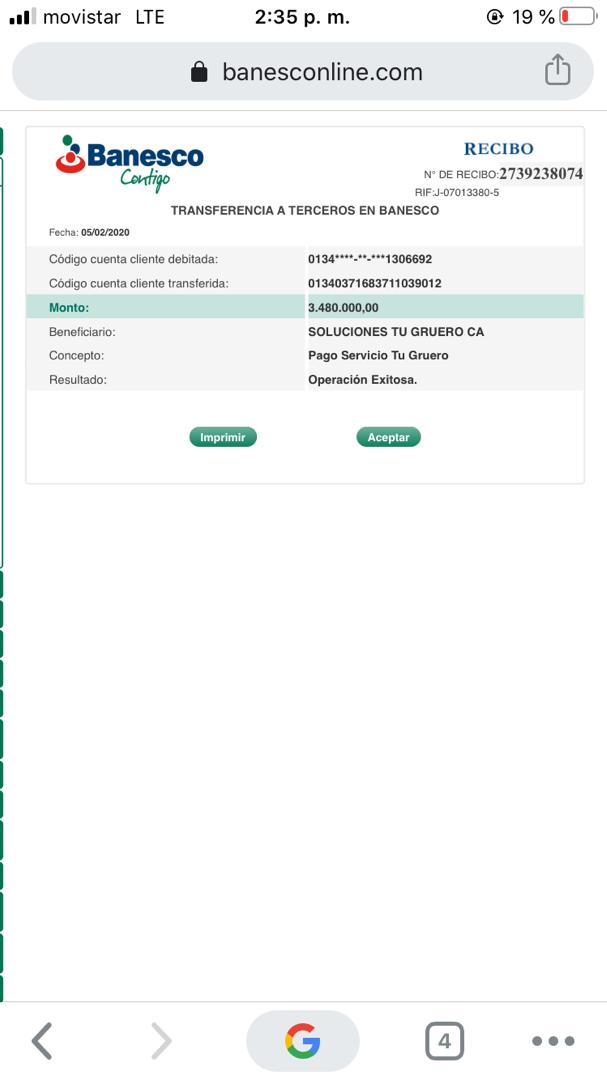 movistar LTE 2:35 p. m. 19 %
banesconline.com
Banesco
Contigo
RECIBO
N° DE RECIBO:2739238074
RIF:J-07013380-5
TRANSFERENCIA A TERCEROS EN BANESCO
Fecha: 05/02/2020
Código cuenta cliente debitada: 0134****-**-***1306692
Código cuenta cliente transferida: 01340371683711039012
Monto: 3.480.000,00
Beneficiario: SOLUCIONES TU GRUERO CA
Concepto: Pago Servicio Tu Gruero
Resultado: Operación Exitosa.
Imprimir Aceptar
4